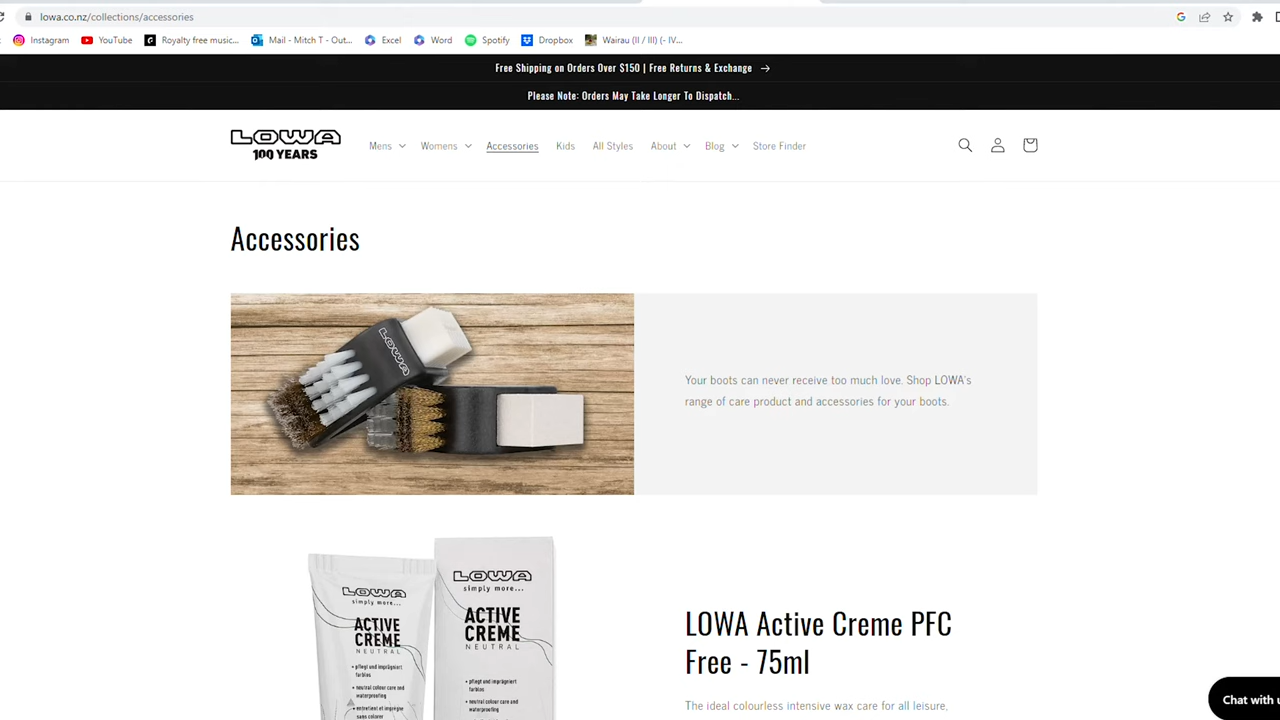 lowa.co.nz/collections/accessories
Instagram YouTube Royalty free music... Mail - Mitch T - Out... Excel Word Spotify Dropbox Wairau (II / III) (- IV...
Free Shipping on Orders Over $150 | Free Returns & Exchange →
Please Note: Orders May Take Longer To Dispatch...
LOWA
100 YEARS
Mens Womens Accessories Kids All Styles About Blog Store Finder
Accessories
LOWA
Your boots can never receive too much love. Shop LOWA's
range of care product and accessories for your boots.
LOWA
simply more...
ACTIVE
CREME
NEUTRAL
• pflegt und imprägniert
farblos
• neutral colour care and
waterproofing
• entretient et imprègne
sans colorer
LOWA
simply more...
ACTIVE
CREME
NEUTRAL
• pflegt und imprägniert
farblos
• neutral colour care and
waterproofing
LOWA Active Creme PFC
Free - 75ml
The ideal colourless intensive wax care for all leisure,
Chat with u